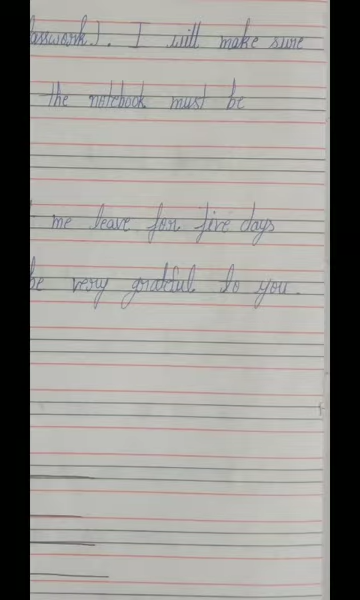 classwork). I will make sure
the notebook must be
me leave for five days
be very grateful to you.